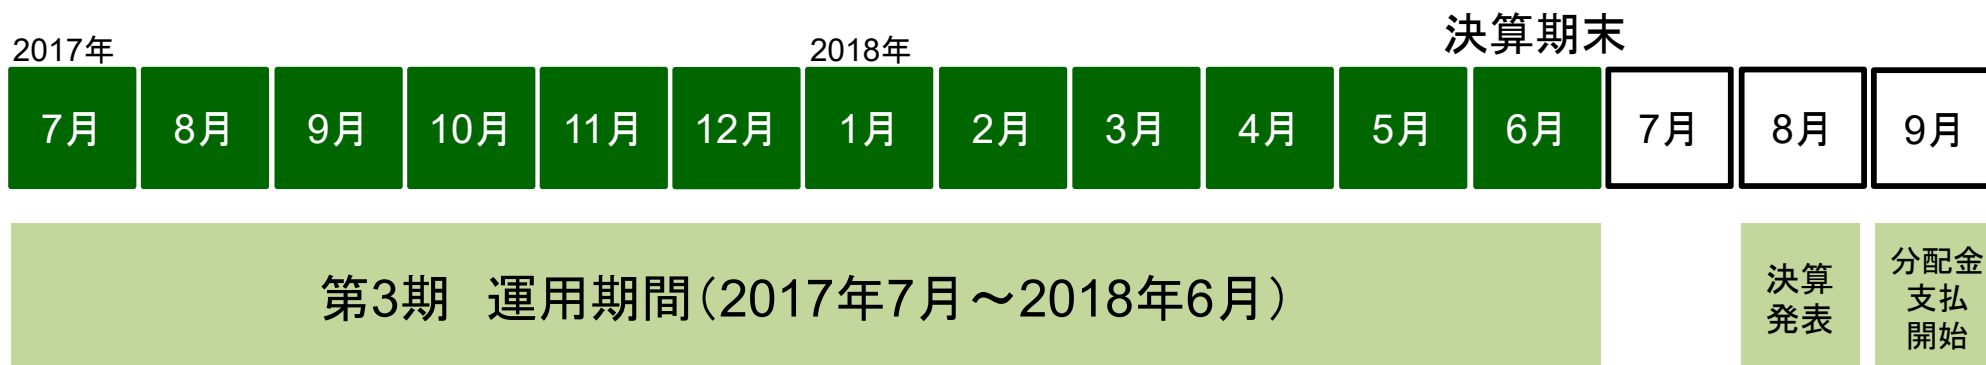 決算期末
2017年
2018年
7月
8月
9月
10月
11月
12月
1月
2月
3月
4月
5月
6月
7月
8月
9月
第3期　運用期間（2017年7月～2018年6月）
決算
発表
分配金
支払
開始